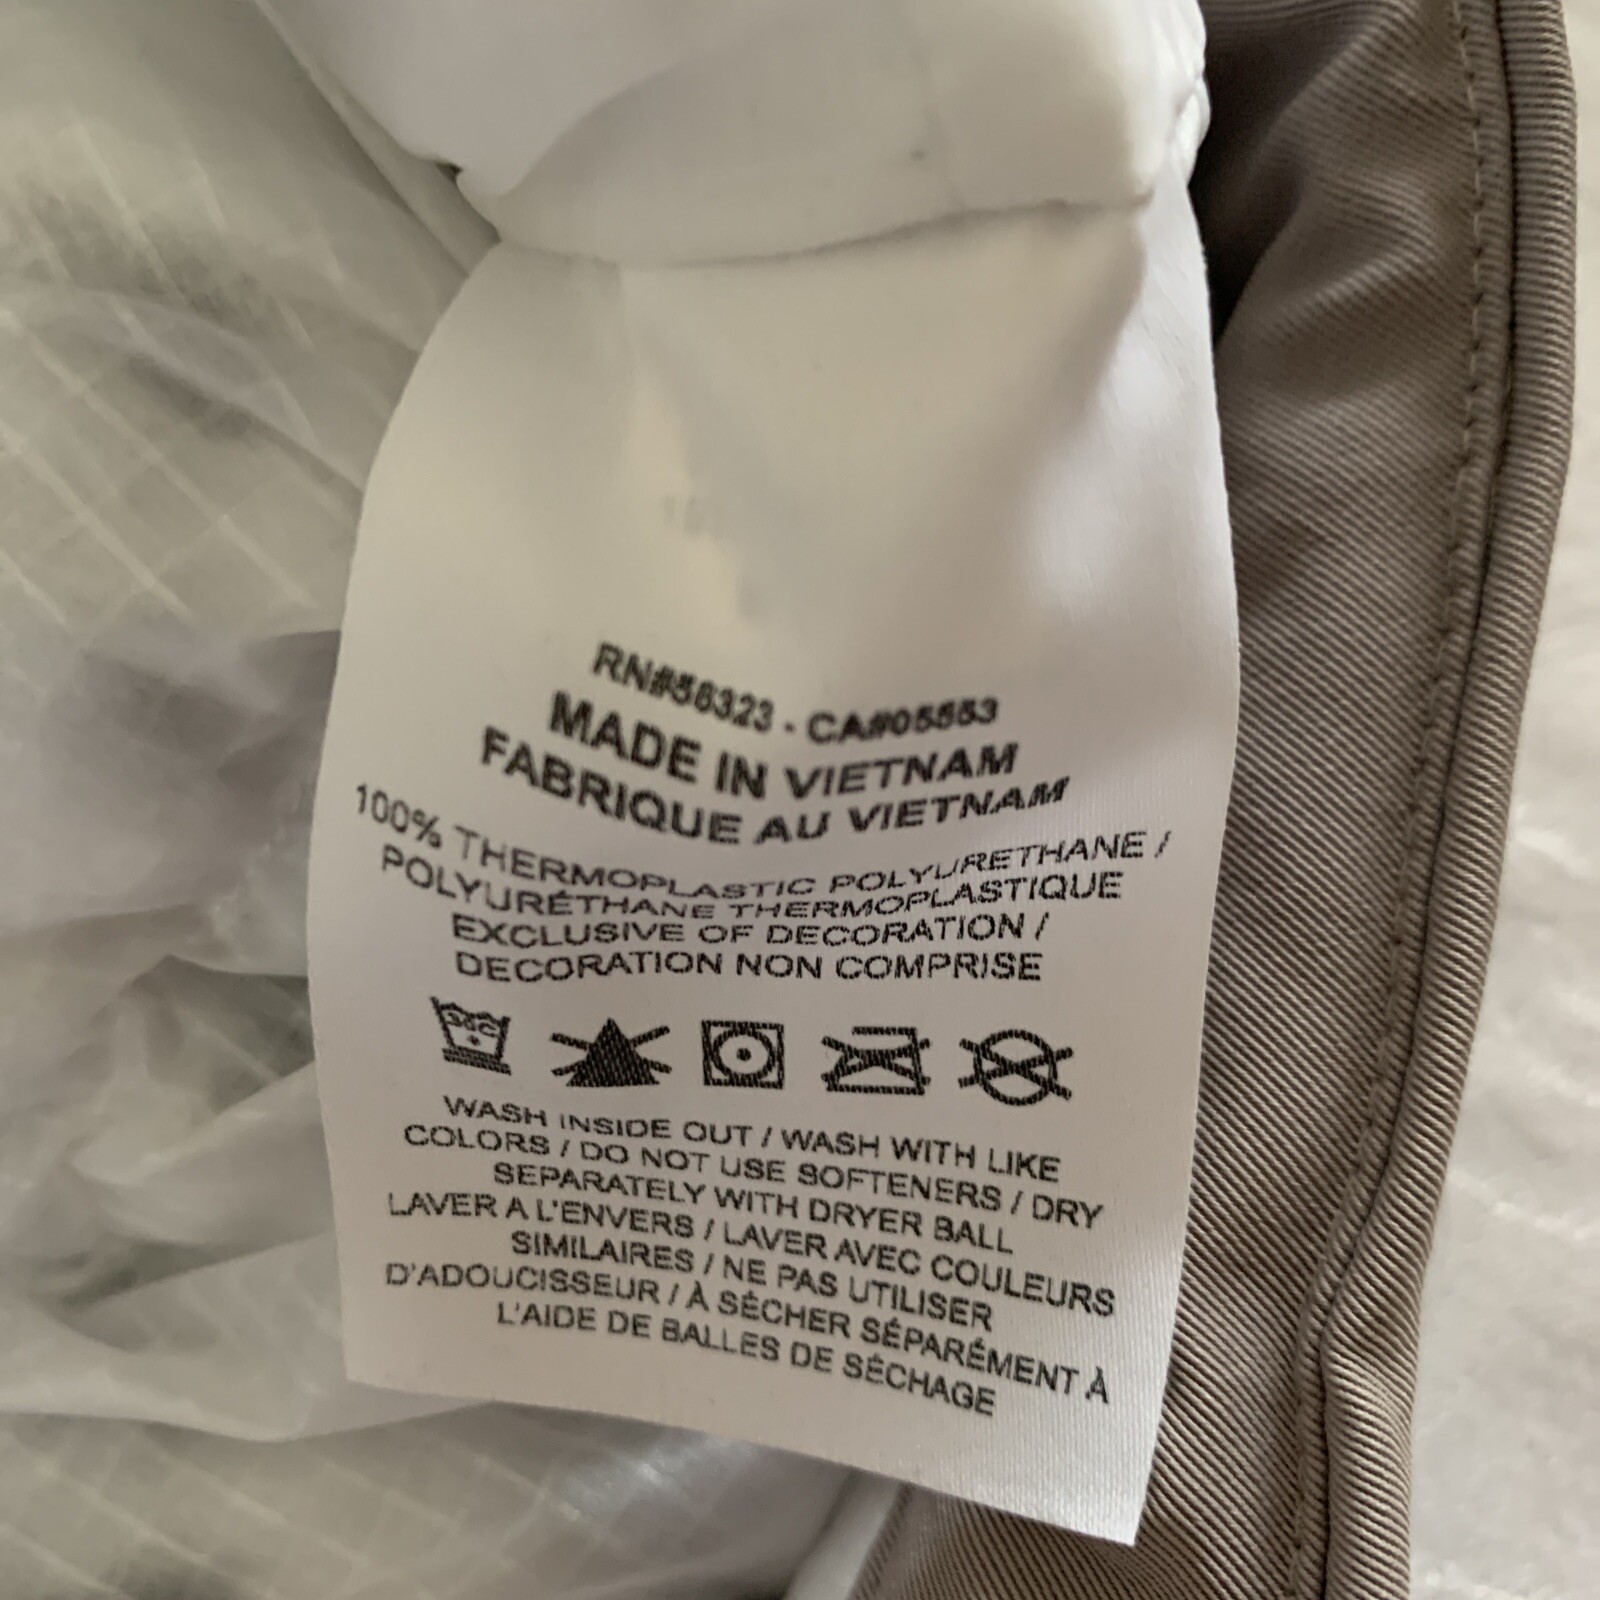 RN#58323 - CA#05553
MADE IN VIETNAM
FABRIQUE AU VIETNAM
100% THERMOPLASTIC POLYURETHANE /
POLYURÉTHANE THERMOPLASTIQUE
EXCLUSIVE OF DECORATION /
DECORATION NON COMPRISE
30C
WASH INSIDE OUT / WASH WITH LIKE
COLORS / DO NOT USE SOFTENERS / DRY
SEPARATELY WITH DRYER BALL
LAVER A L'ENVERS / LAVER AVEC COULEURS
SIMILAIRES / NE PAS UTILISER
D'ADOUCISSEUR / À SÉCHER SÉPARÉMENT À
L'AIDE DE BALLES DE SÉCHAGE